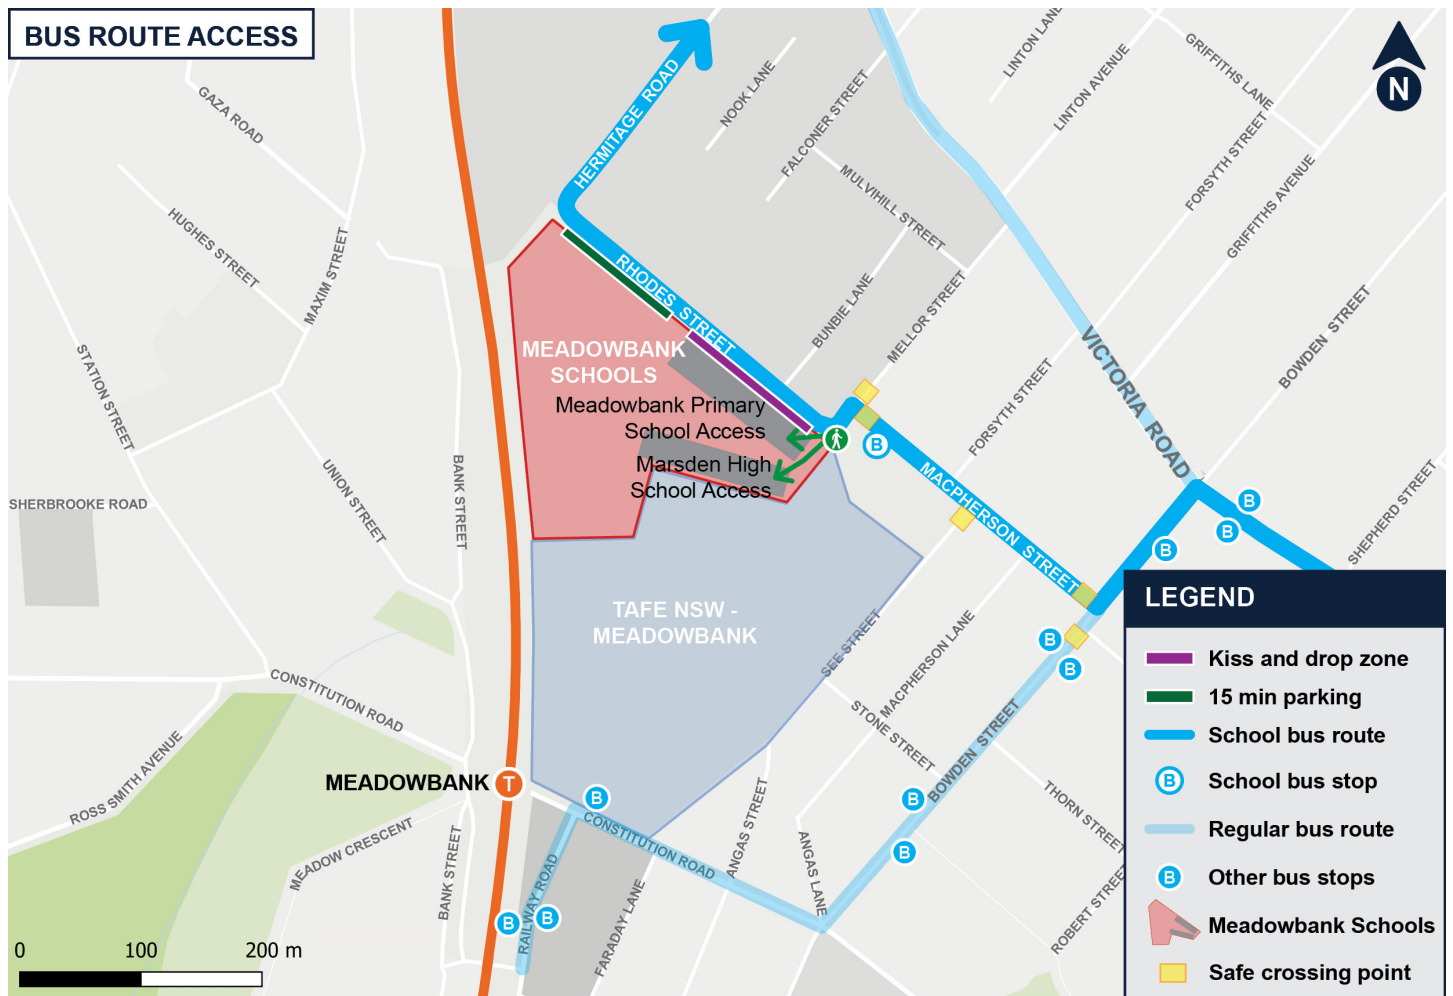 BUS ROUTE ACCESS
N
HERMITAGE ROAD
NOOK LANE
FALCONER STREET
LINTON LANE
LINTON AVENUE
GRIFFITHS LANE
FORSYTH STREET
GRIFFITHS AVENUE
GAZA ROAD
MULVIHILL STREET
HUGHES STREET
MAXIM STREET
RHODES STREET
BUNBIE LANE
MELLOR STREET
BOWDEN STREET
STATION STREET
MEADOWBANK
SCHOOLS
Meadowbank Primary
School Access
Marsden High
School Access
B
FORSYTH STREET
VICTORIA ROAD
MACPHERSON STREET
UNION STREET
BANK STREET
SHERBROOKE ROAD
B
B
B
SHEPHERD STREET
TAFE NSW -
MEADOWBANK
SEE STREET
MACPHERSON LANE
B
B
STONE STREET
BOWDEN STREET
CONSTITUTION ROAD
ROSS SMITH AVENUE
MEADOWBANK
T
B
B
B
THORN STREET
CONSTITUTION ROAD
ANGAS STREET
ANGAS LANE
MEADOW CRESCENT
BANK STREET
RAILWAY ROAD
B
B
FARADAY LANE
ROBERT STREET
0 100 200 m
LEGEND
Kiss and drop zone
15 min parking
School bus route
B School bus stop
Regular bus route
B Other bus stops
Meadowbank Schools
Safe crossing point